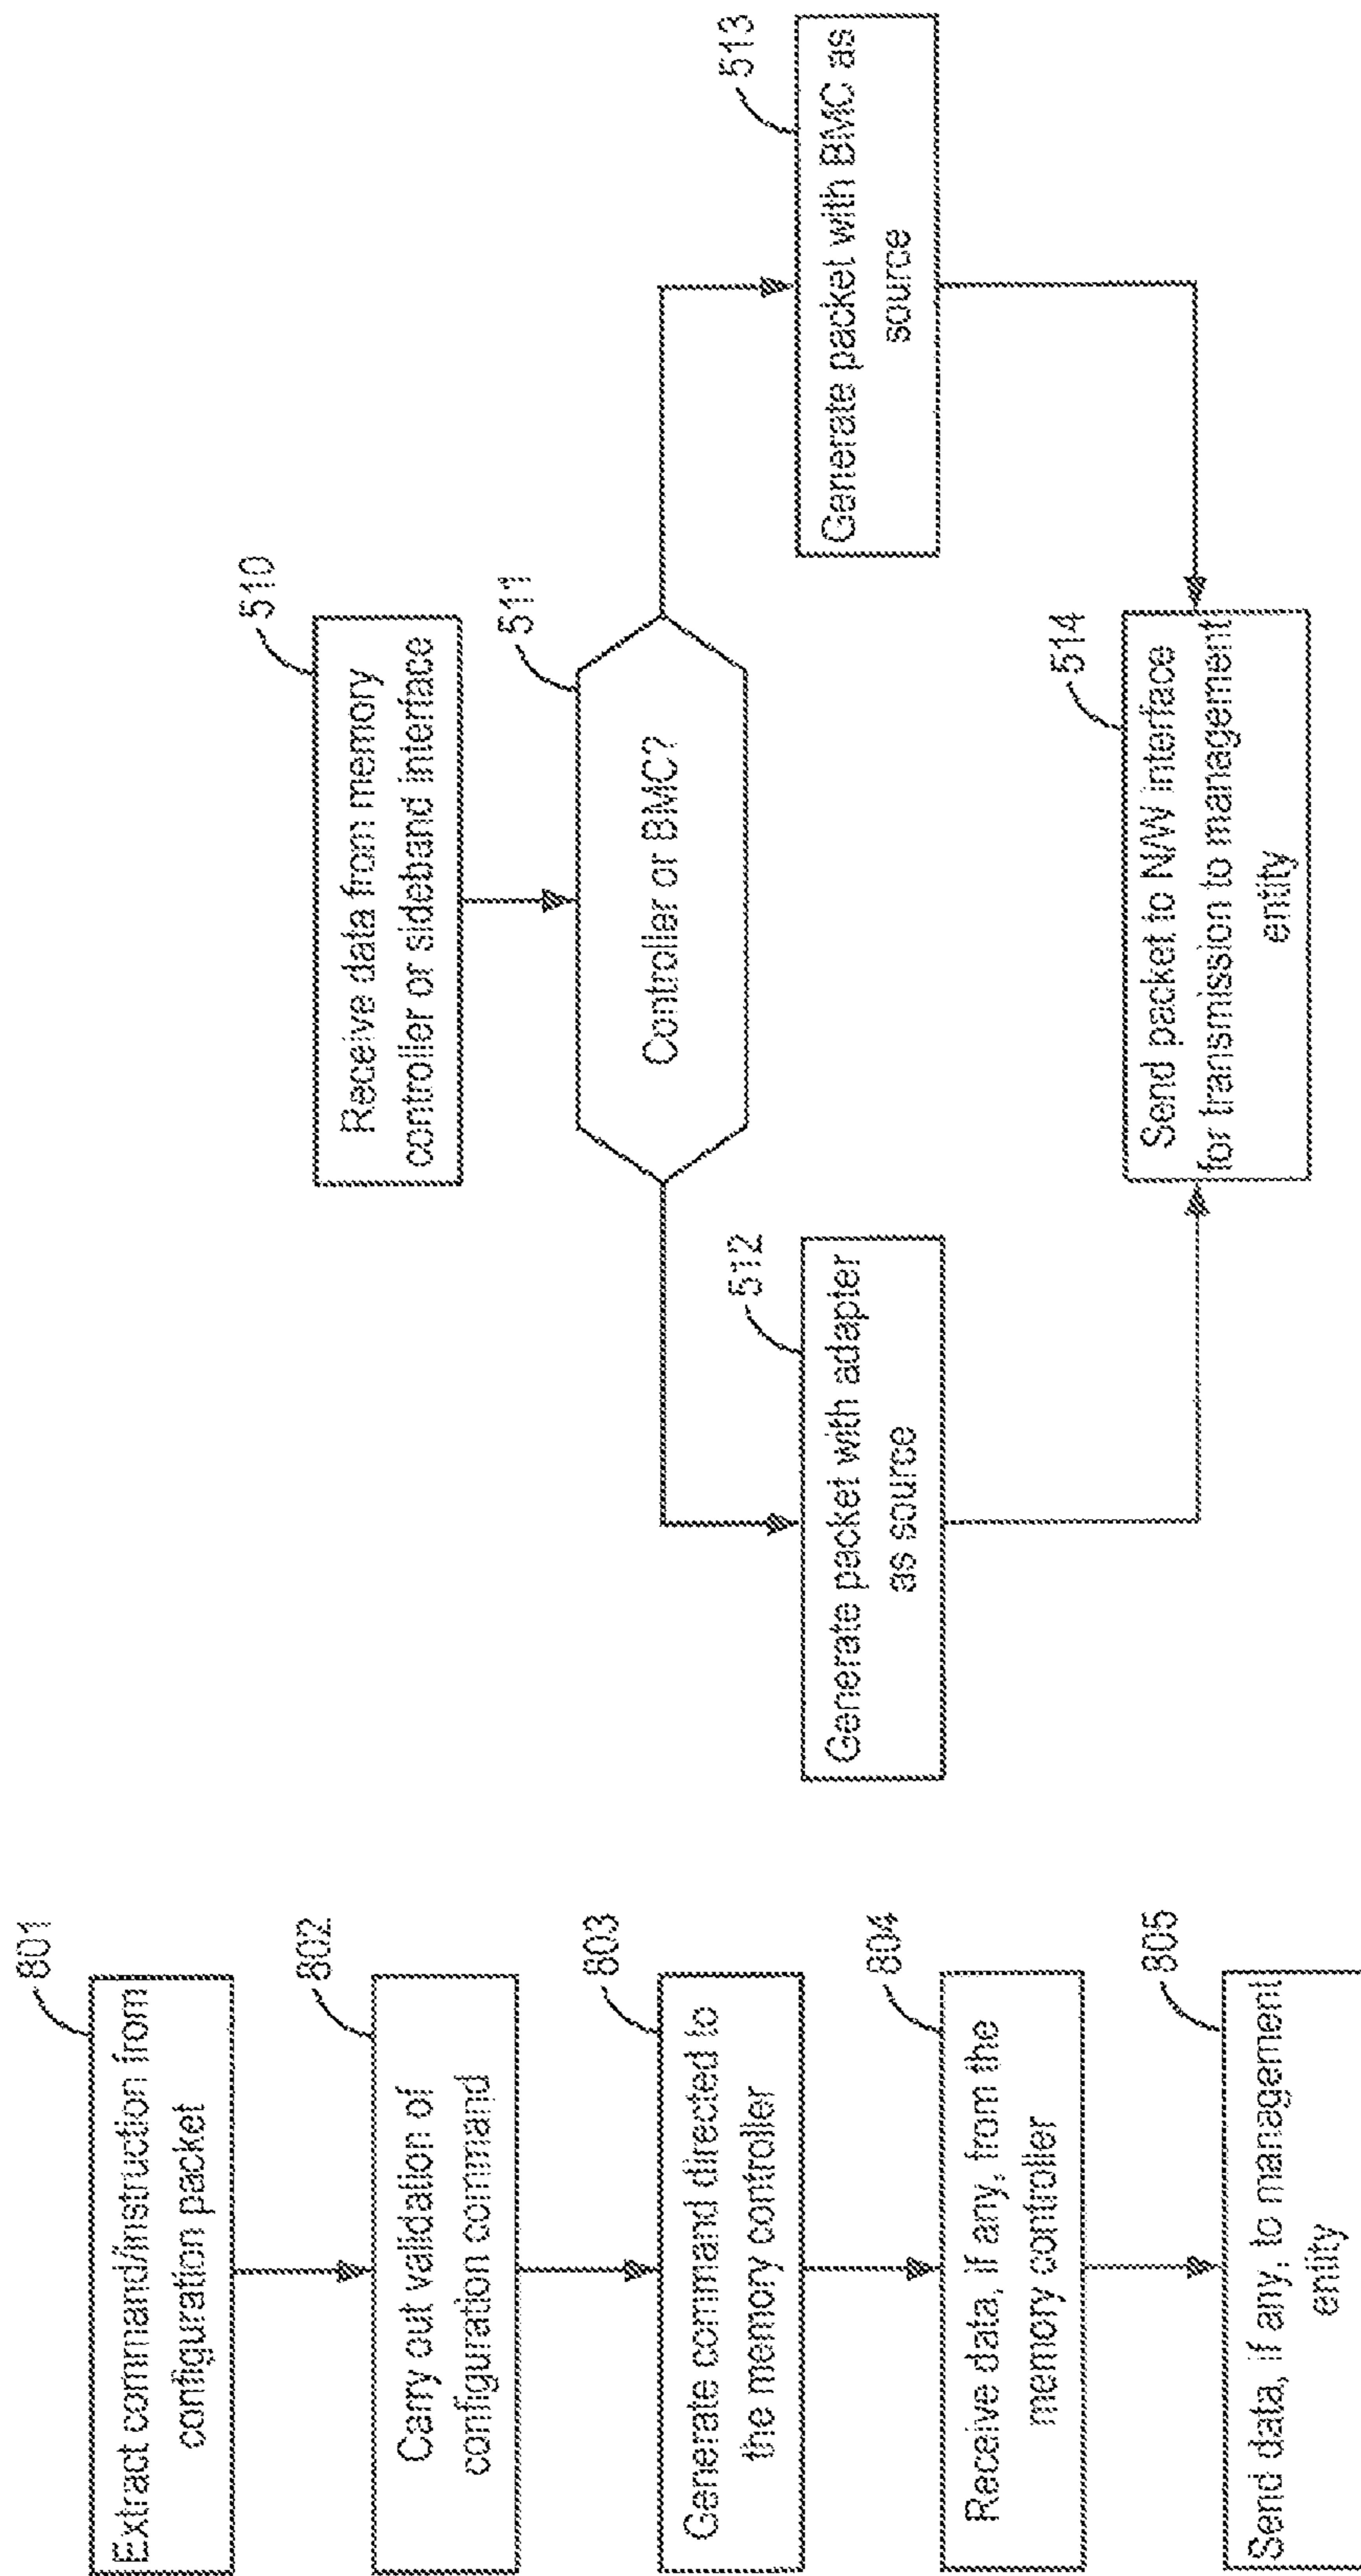 801
Extract command/instruction from
configuration packet
802
Carry out validation of
configuration command
803
Generate command directed to
the memory controller
804
Receive data, if any, from the
memory controller
805
Send data, if any, to management
entity
510
Receive data from memory
controller or sideband interface
511
Controller or BMC?
512
Generate packet with adapter
as source
513
Generate packet with BMC as
source
514
Send packet to N/W interface
for transmission to management
entity